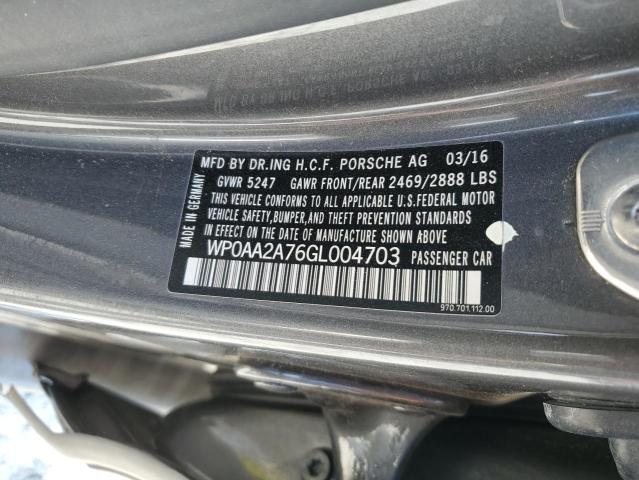 MFD BY DR.ING H.C.F. PORSCHE AG 03/16
GVWR 5247 GAWR FRONT/REAR 2469/2888 LBS
THIS VEHICLE CONFORMS TO ALL APPLICABLE U.S.FEDERAL MOTOR
VEHICLE SAFETY,BUMPER,AND THEFT PREVENTION STANDARDS
IN EFFECT ON THE DATE OF MANUFACTURE SHOWN ABOVE.
WP0AA2A76GL004703 PASSENGER CAR
970.701.112.00
MADE IN GERMANY